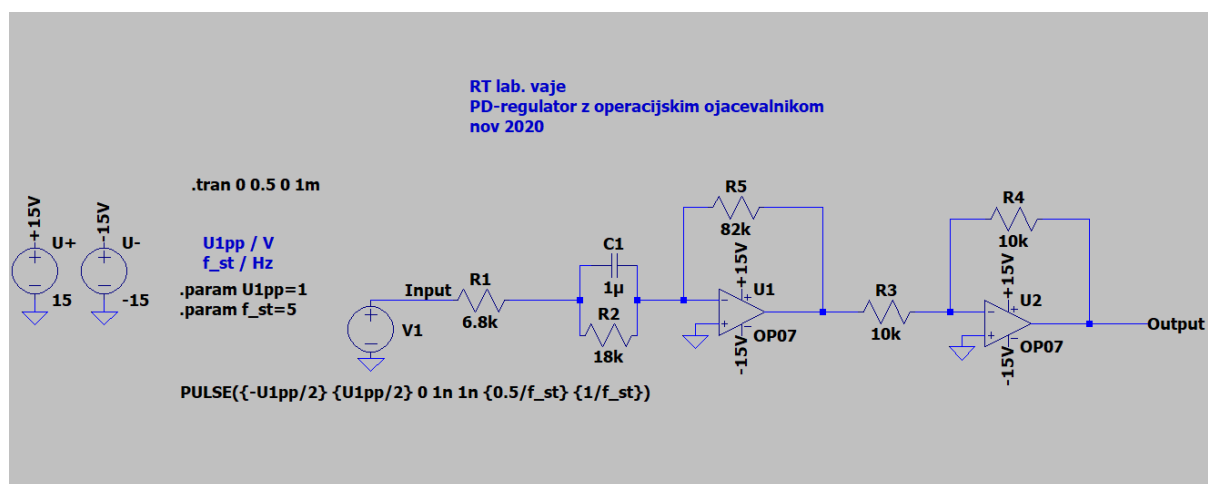 RT lab. vaje
PD-regulator z operacijskim ojacevalnikom
nov 2020
.tran 0 0.5 0 1m
+15V
U+
15
-15V
U-
-15
U1pp / V
f_st / Hz
.param U1pp=1
.param f_st=5
Input
V1
PULSE({-U1pp/2} {U1pp/2} 0 1n 1n {0.5/f_st} {1/f_st})
R1
6.8k
C1
1µ
R2
18k
R5
82k
+15V
U1
OP07
-15V
R3
10k
R4
10k
+15V
U2
OP07
-15V
Output